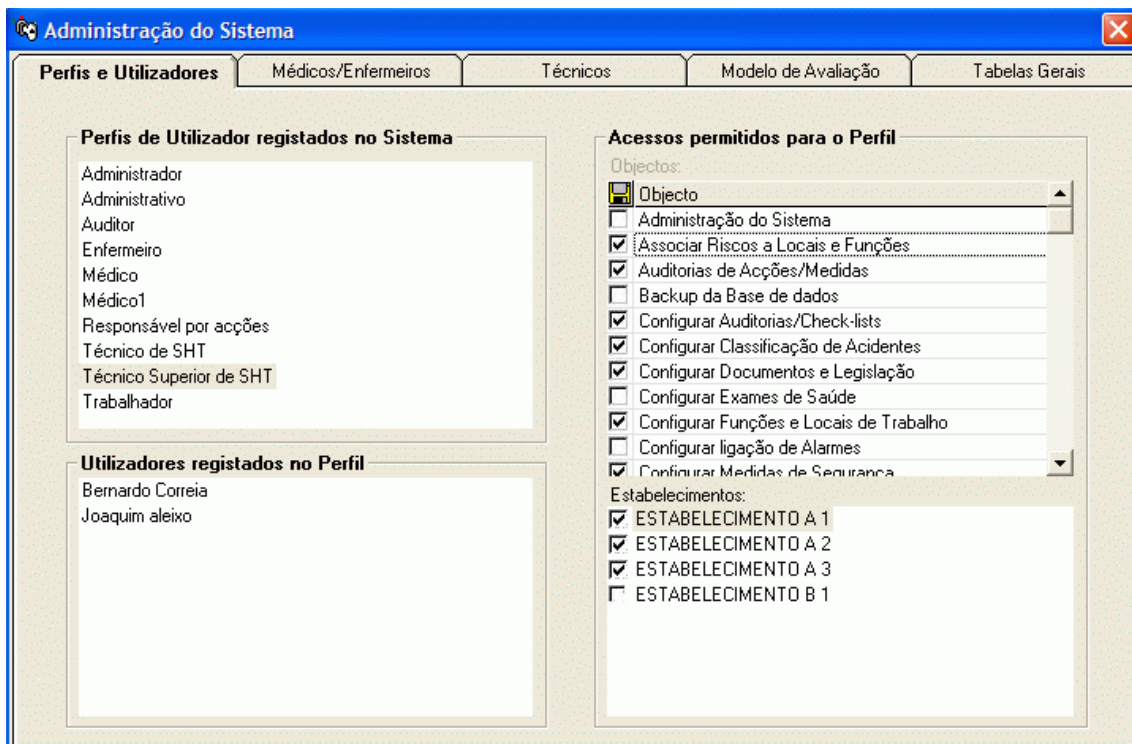 Administração do Sistema
Perfis e Utilizadores
Médicos/Enfermeiros
Técnicos
Modelo de Avaliação
Tabelas Gerais
Perfis de Utilizador registados no Sistema
Administrador
Administrativo
Auditor
Enfermeiro
Médico
Médico1
Responsável por acções
Técnico de SHT
Técnico Superior de SHT
Trabalhador
Utilizadores registados no Perfil
Bernardo Correia
Joaquim aleixo
Acessos permitidos para o Perfil
Objectos:
Objecto
Administração do Sistema
Associar Riscos a Locais e Funções
Auditorias de Acções/Medidas
Backup da Base de dados
Configurar Auditorias/Check-lists
Configurar Classificação de Acidentes
Configurar Documentos e Legislação
Configurar Exames de Saúde
Configurar Funções e Locais de Trabalho
Configurar ligação de Alarmes
Configurar Medidas de Segurança
Estabelecimentos:
ESTABELECIMENTO A 1
ESTABELECIMENTO A 2
ESTABELECIMENTO A 3
ESTABELECIMENTO B 1